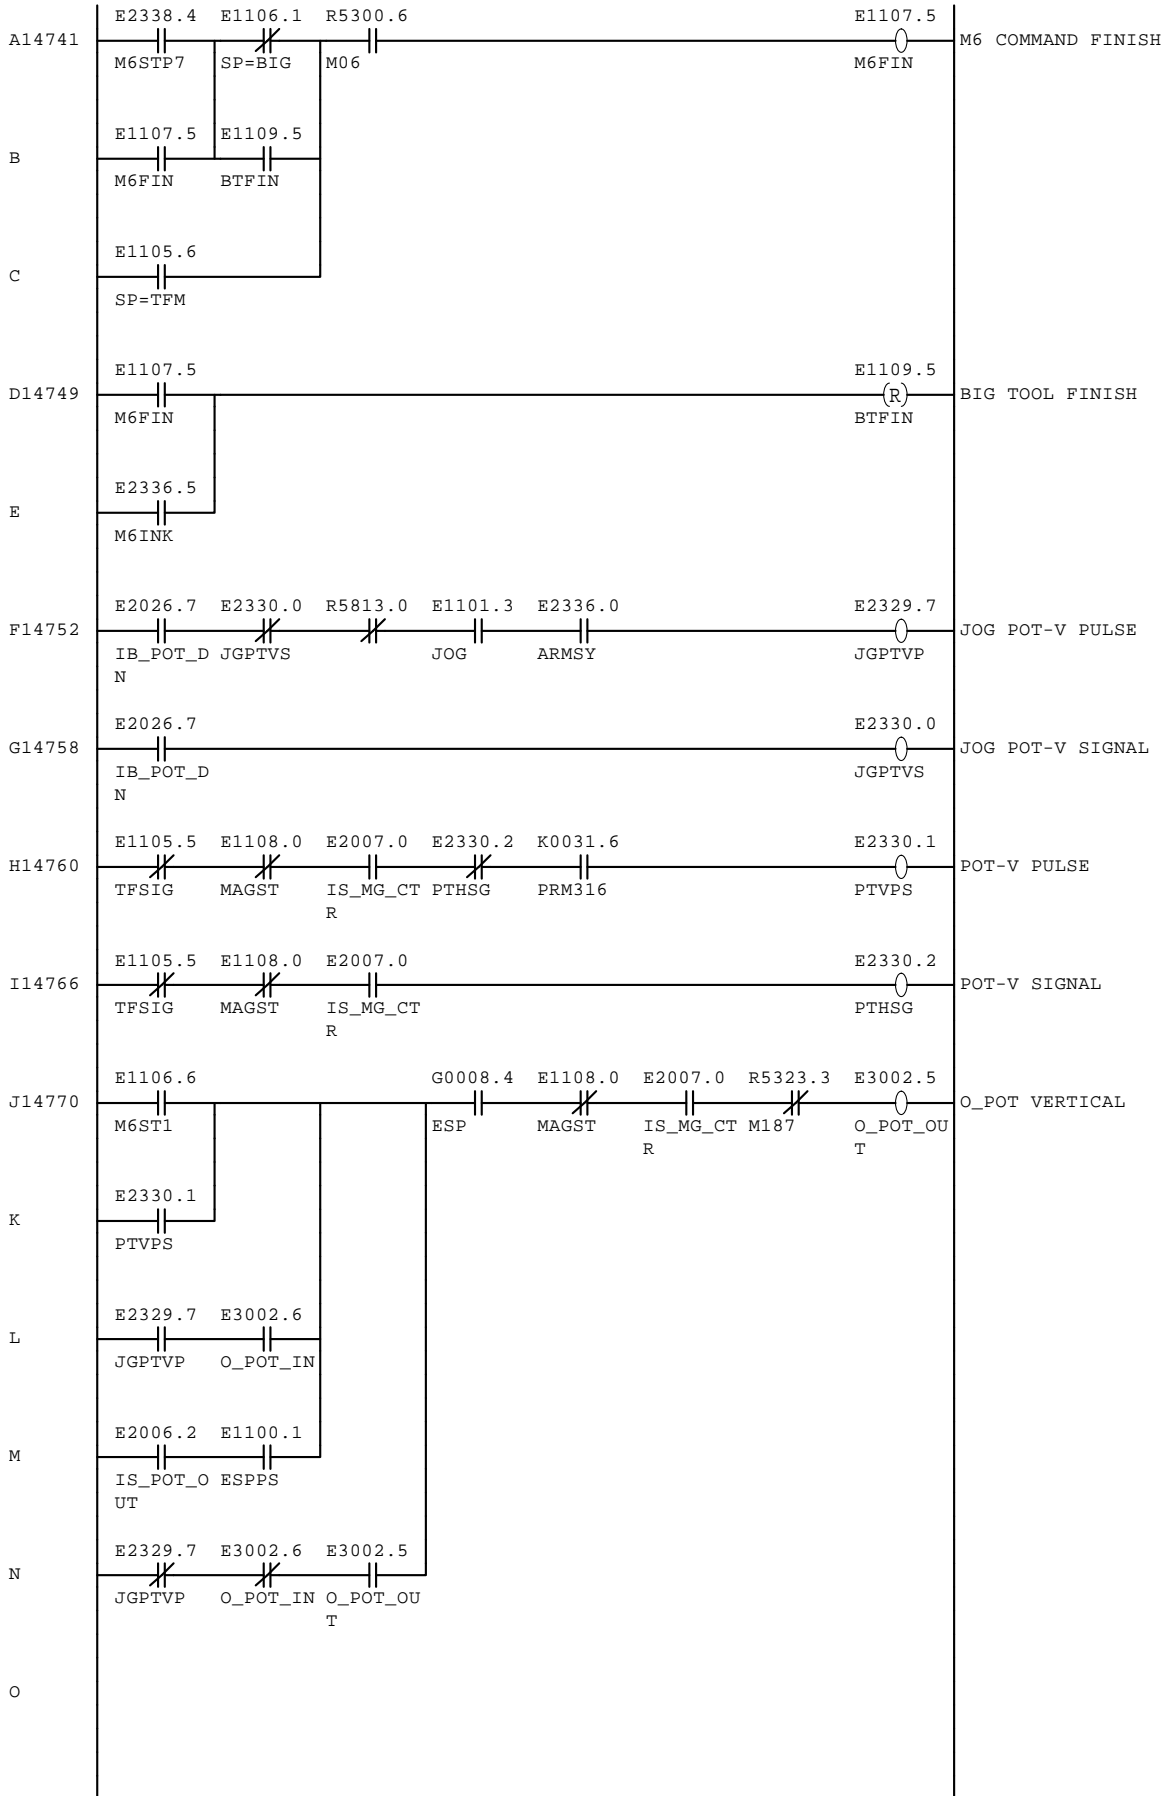 E2338.4 E1106.1 R5300.6 E1107.5
A14741 M6 COMMAND FINISH
M6STP7 SP=BIG M06 M6FIN
E1107.5 E1109.5
B
M6FIN BTFIN
E1105.6
C
SP=TFM
E1107.5 E1109.5
D14749 (R) BIG TOOL FINISH
M6FIN BTFIN
E2336.5
E
M6INK
E2026.7 E2330.0 R5813.0 E1101.3 E2336.0 E2329.7
F14752 JOG POT-V PULSE
IB_POT_D JGPTVS JOG ARMSY JGPTVP
N
E2026.7 E2330.0
G14758 JOG POT-V SIGNAL
IB_POT_D JGPTVS
N
E1105.5 E1108.0 E2007.0 E2330.2 K0031.6 E2330.1
H14760 POT-V PULSE
TFSIG MAGST IS_MG_CT PTHSG PRM316 PTVPS
R
E1105.5 E1108.0 E2007.0 E2330.2
I14766 POT-V SIGNAL
TFSIG MAGST IS_MG_CT PTHSG
R
E1106.6 G0008.4 E1108.0 E2007.0 R5323.3 E3002.5
J14770 O_POT VERTICAL
M6ST1 ESP MAGST IS_MG_CT M187 O_POT_OU
R T
E2330.1
K
PTVPS
E2329.7 E3002.6
L
JGPTVP O_POT_IN
E2006.2 E1100.1
M
IS_POT_O ESPPS
UT
E2329.7 E3002.6 E3002.5
N
JGPTVP O_POT_IN O_POT_OU
T
O